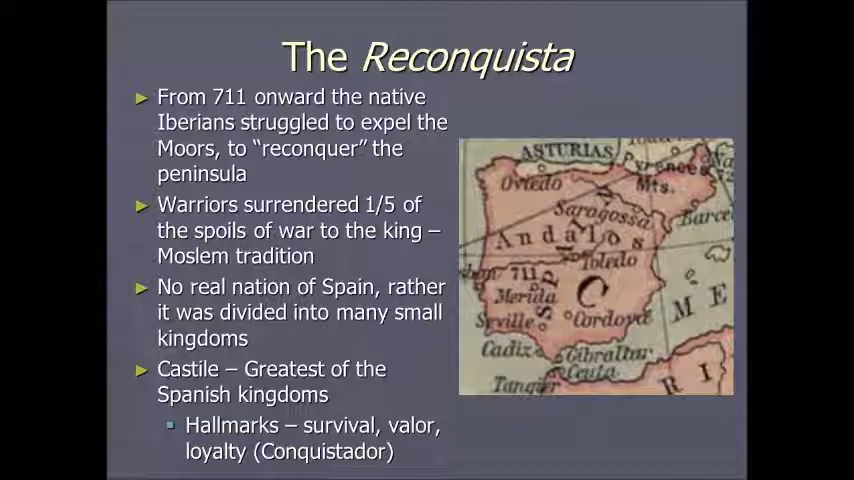 The Reconquista
► From 711 onward the native
Iberians struggled to expel the
Moors, to “reconquer” the
peninsula
► Warriors surrendered 1/5 of
the spoils of war to the king –
Moslem tradition
► No real nation of Spain, rather
it was divided into many small
kingdoms
► Castile – Greatest of the
Spanish kingdoms
▪ Hallmarks – survival, valor,
loyalty (Conquistador)
ASTURIAS
Pyrenees
Oviedo
Mts.
Saragossa
Barcel
Andalos
Toledo
711
Merida
C
M E
Seville
Cordova
Cadiz
Gibraltar
Ceuta
Tangier
R I